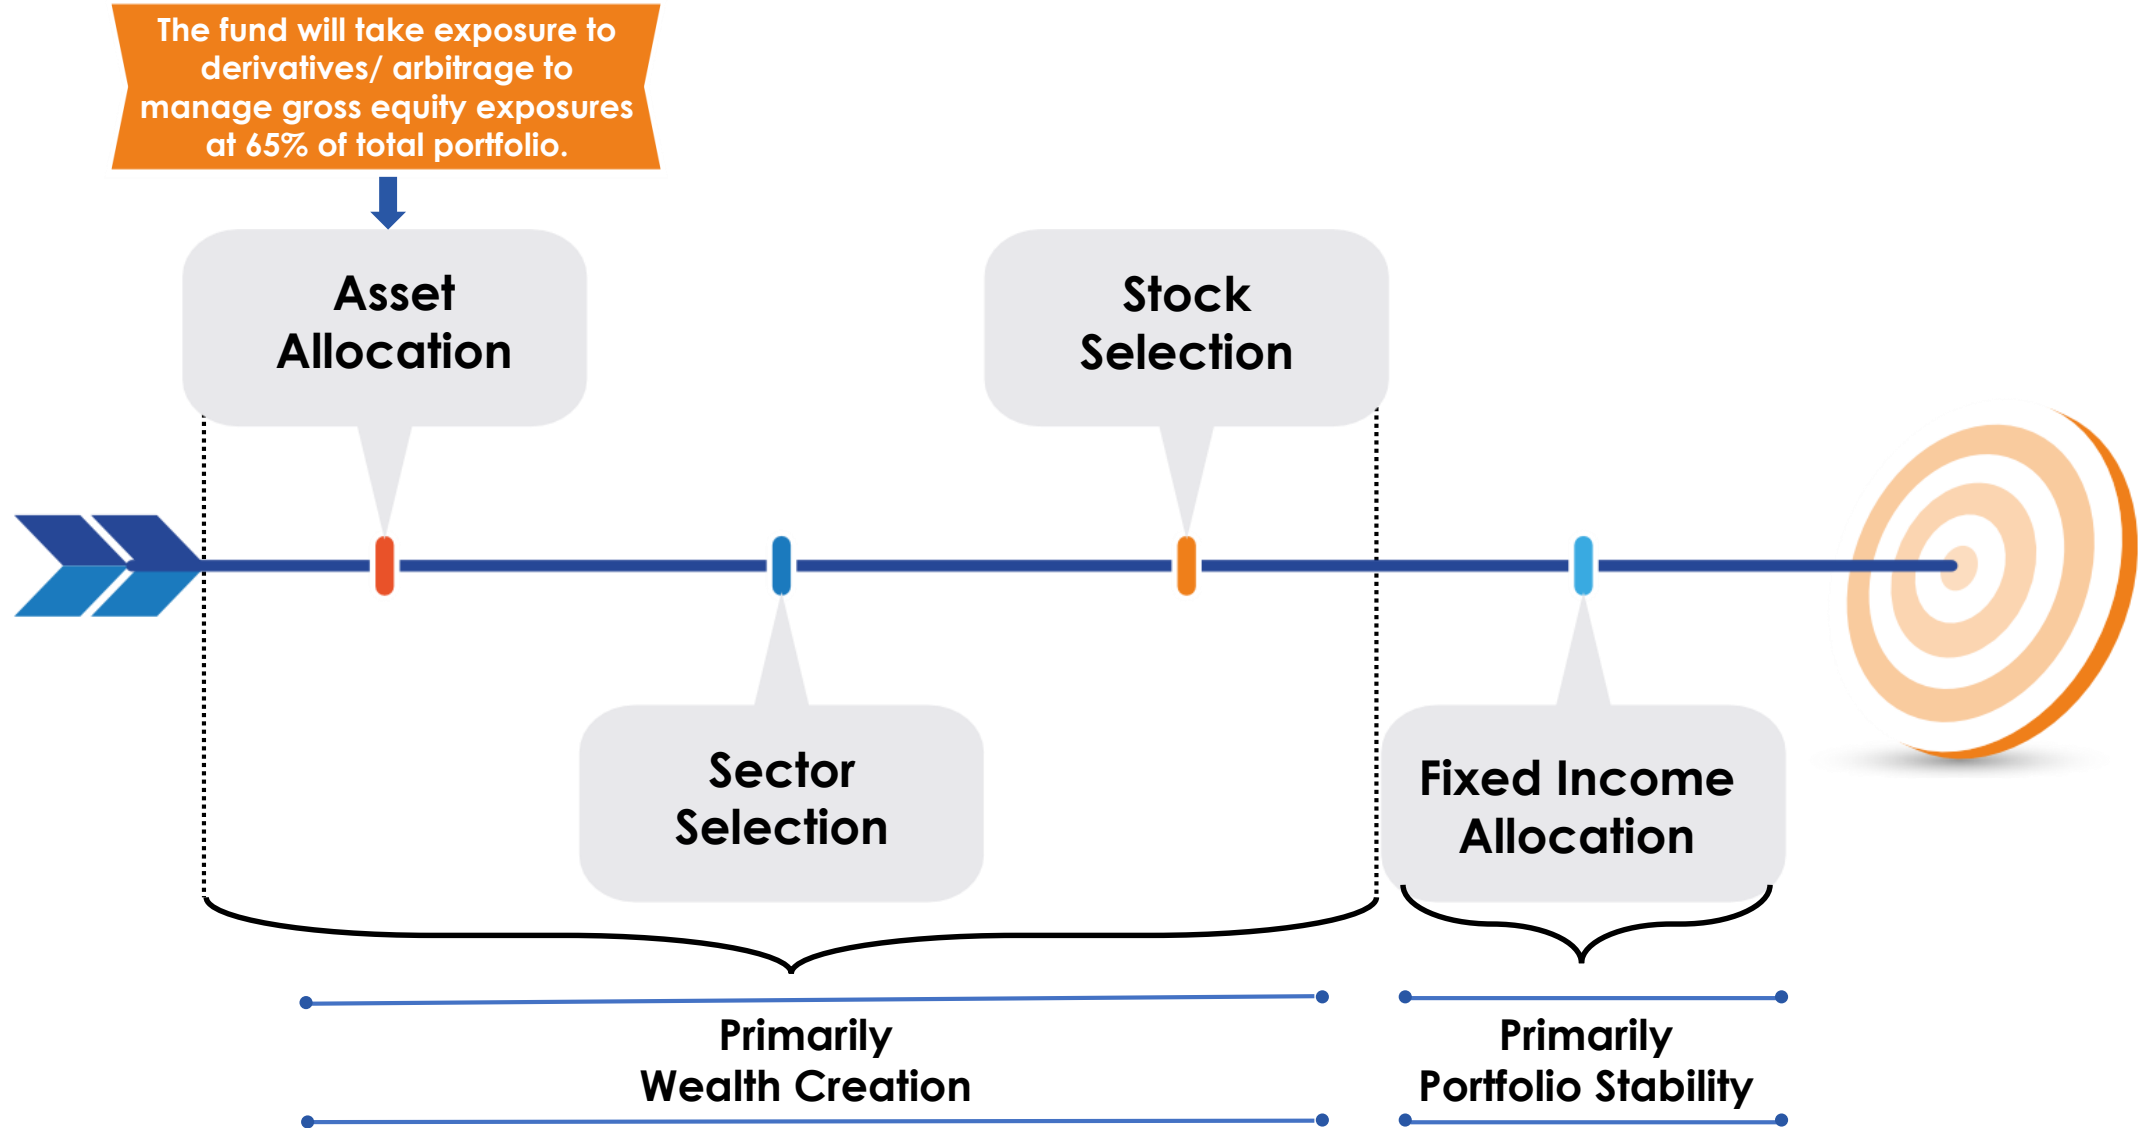 The fund will take exposure to
derivatives/ arbitrage to
manage gross equity exposures
at 65% of total portfolio.
Asset
Allocation
Stock
Selection
Sector
Selection
Fixed Income
Allocation
Primarily
Wealth Creation
Primarily
Portfolio Stability